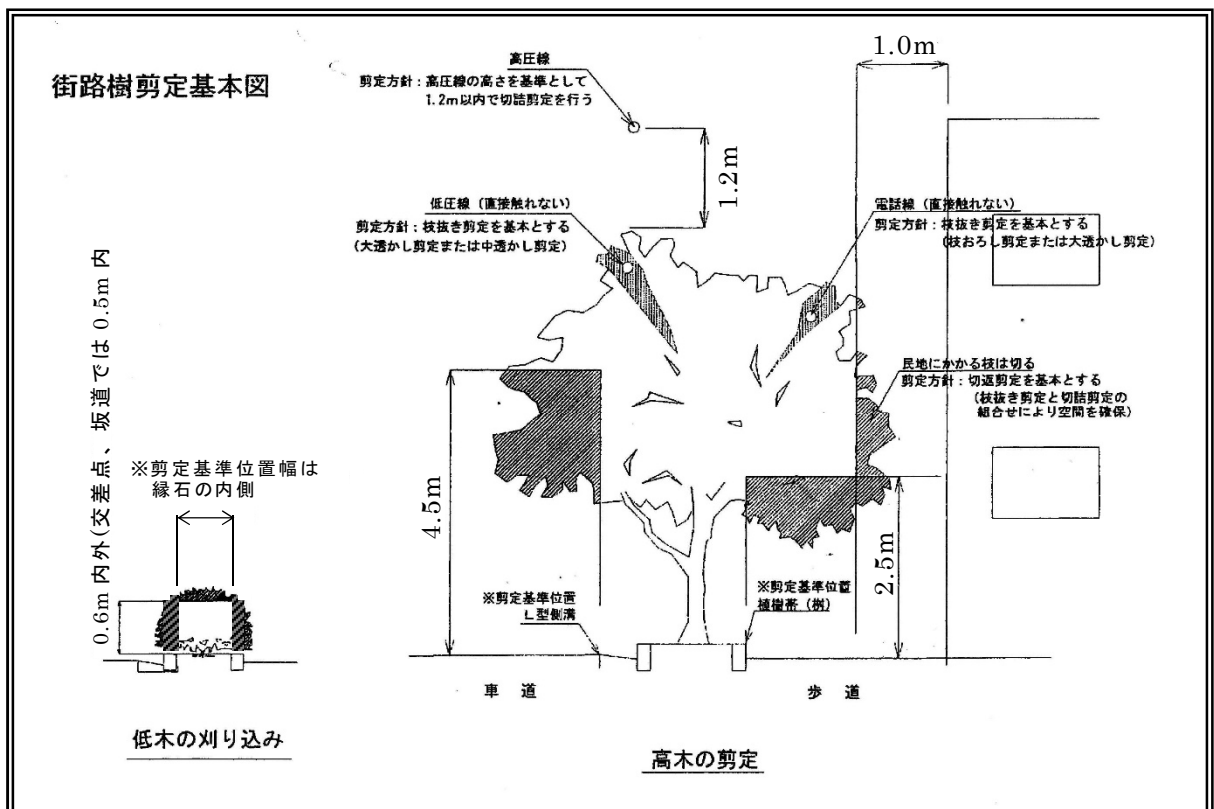 街路樹剪定基本図
高圧線
剪定方針：高圧線の高さを基準として
1.2m以内で切詰剪定を行う
1.0m
1.2m
低圧線（直接触れない）
剪定方針：枝抜き剪定を基本とする
（大透かし剪定または中透かし剪定）
電話線（直接触れない）
剪定方針：枝抜き剪定を基本とする
（枝おろし剪定または大透かし剪定）
民地にかかる枝は切る
剪定方針：切返剪定を基本とする
（枝抜き剪定と切詰剪定の
組合せにより空間を確保）
0.6m内外(交差点、坂道では0.5m内
※剪定基準位置幅は
縁石の内側
4.5m
2.5m
※剪定基準位置
L型側溝
※剪定基準位置
植樹帯（桝）
車道
歩道
低木の刈り込み
高木の剪定